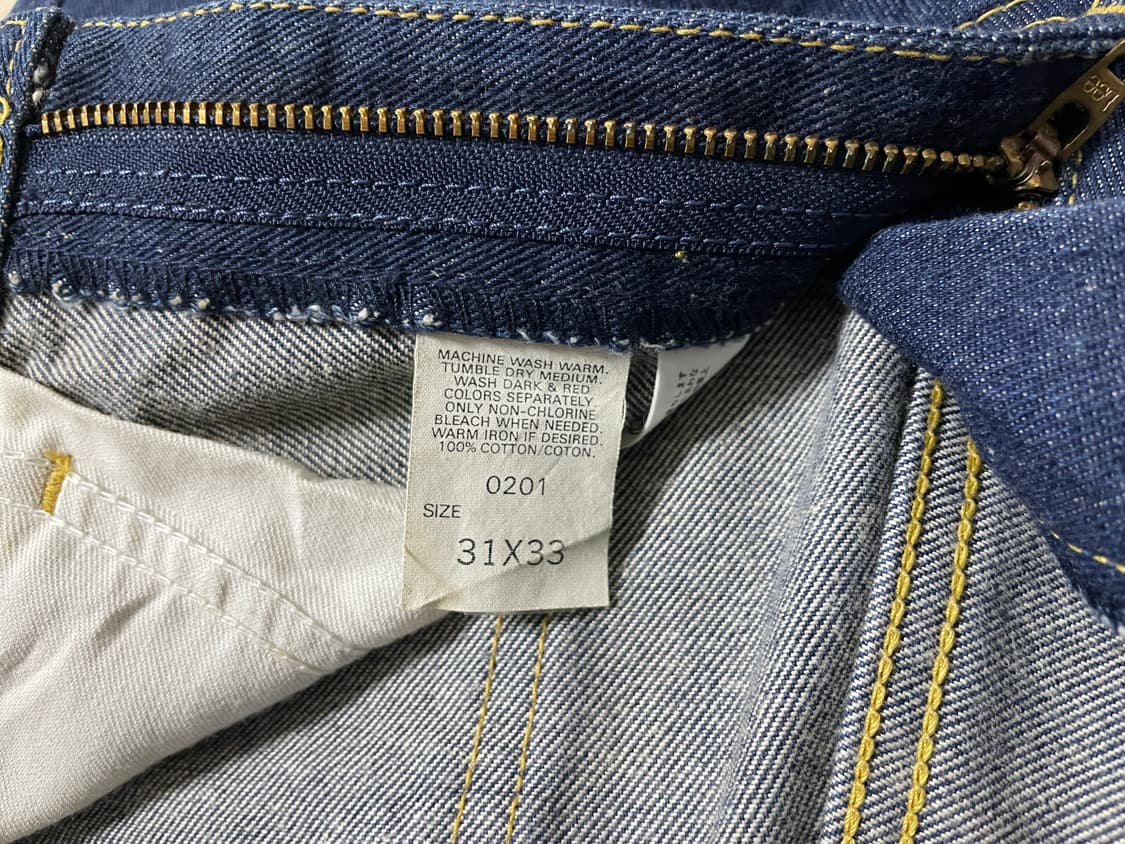 MACHINE WASH WARM.
TUMBLE DRY MEDIUM.
WASH DARK & RED
COLORS SEPARATELY.
ONLY NON-CHLORINE
BLEACH WHEN NEEDED.
WARM IRON IF DESIRED.
100% COTTON/COTON.
0201
SIZE
31X33